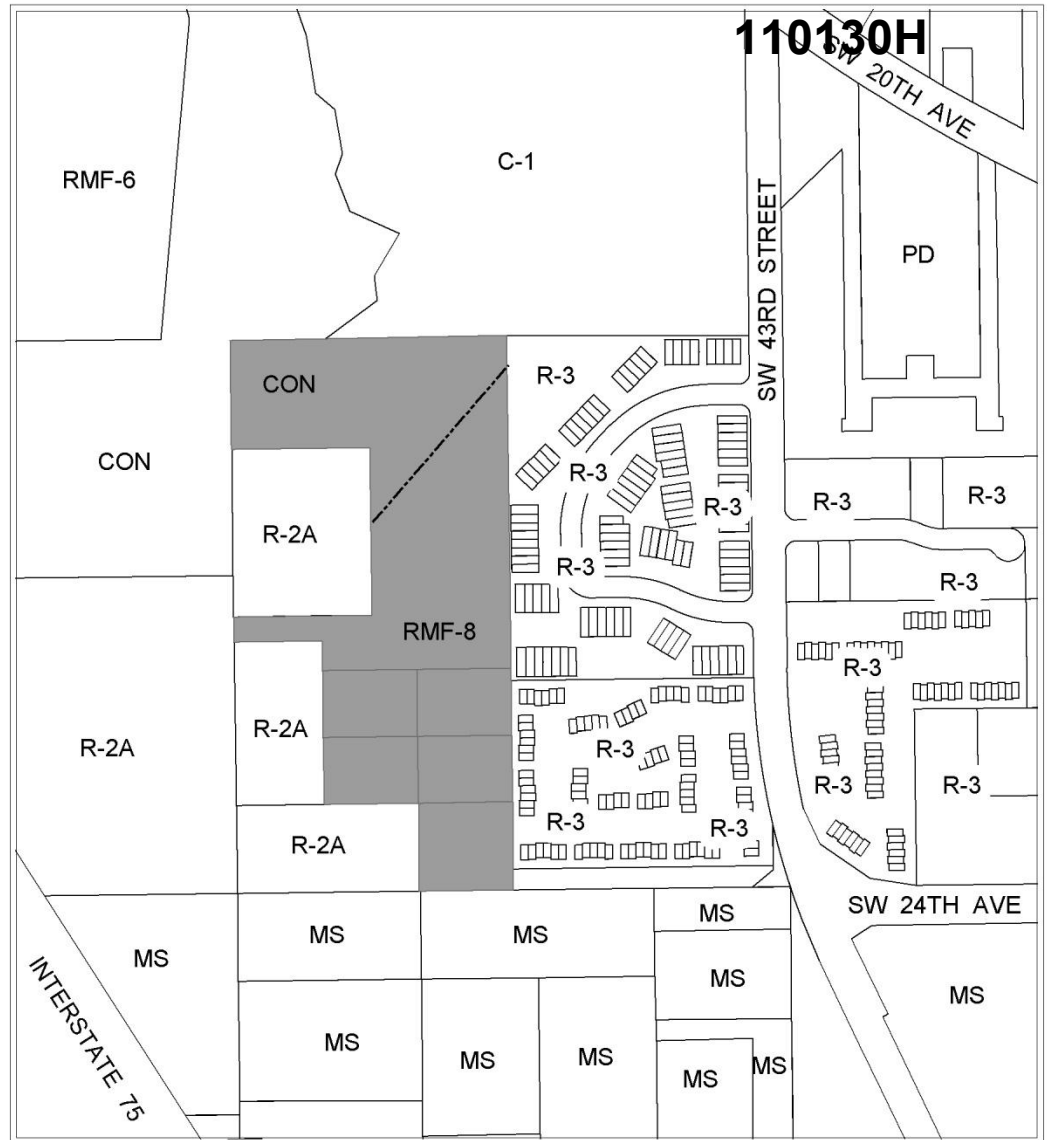 110130H
SW 20TH AVE
RMF-6
C-1
SW 43RD STREET
PD
CON
R-3
CON
R-3
R-3
R-3
R-3
R-2A
R-3
R-3
RMF-8
R-3
R-2A
R-2A
R-3
R-3
R-3
R-3
R-3
R-2A
R-3
SW 24TH AVE
MS
MS
MS
MS
MS
MS
INTERSTATE 75
MS
MS
MS
MS
MS